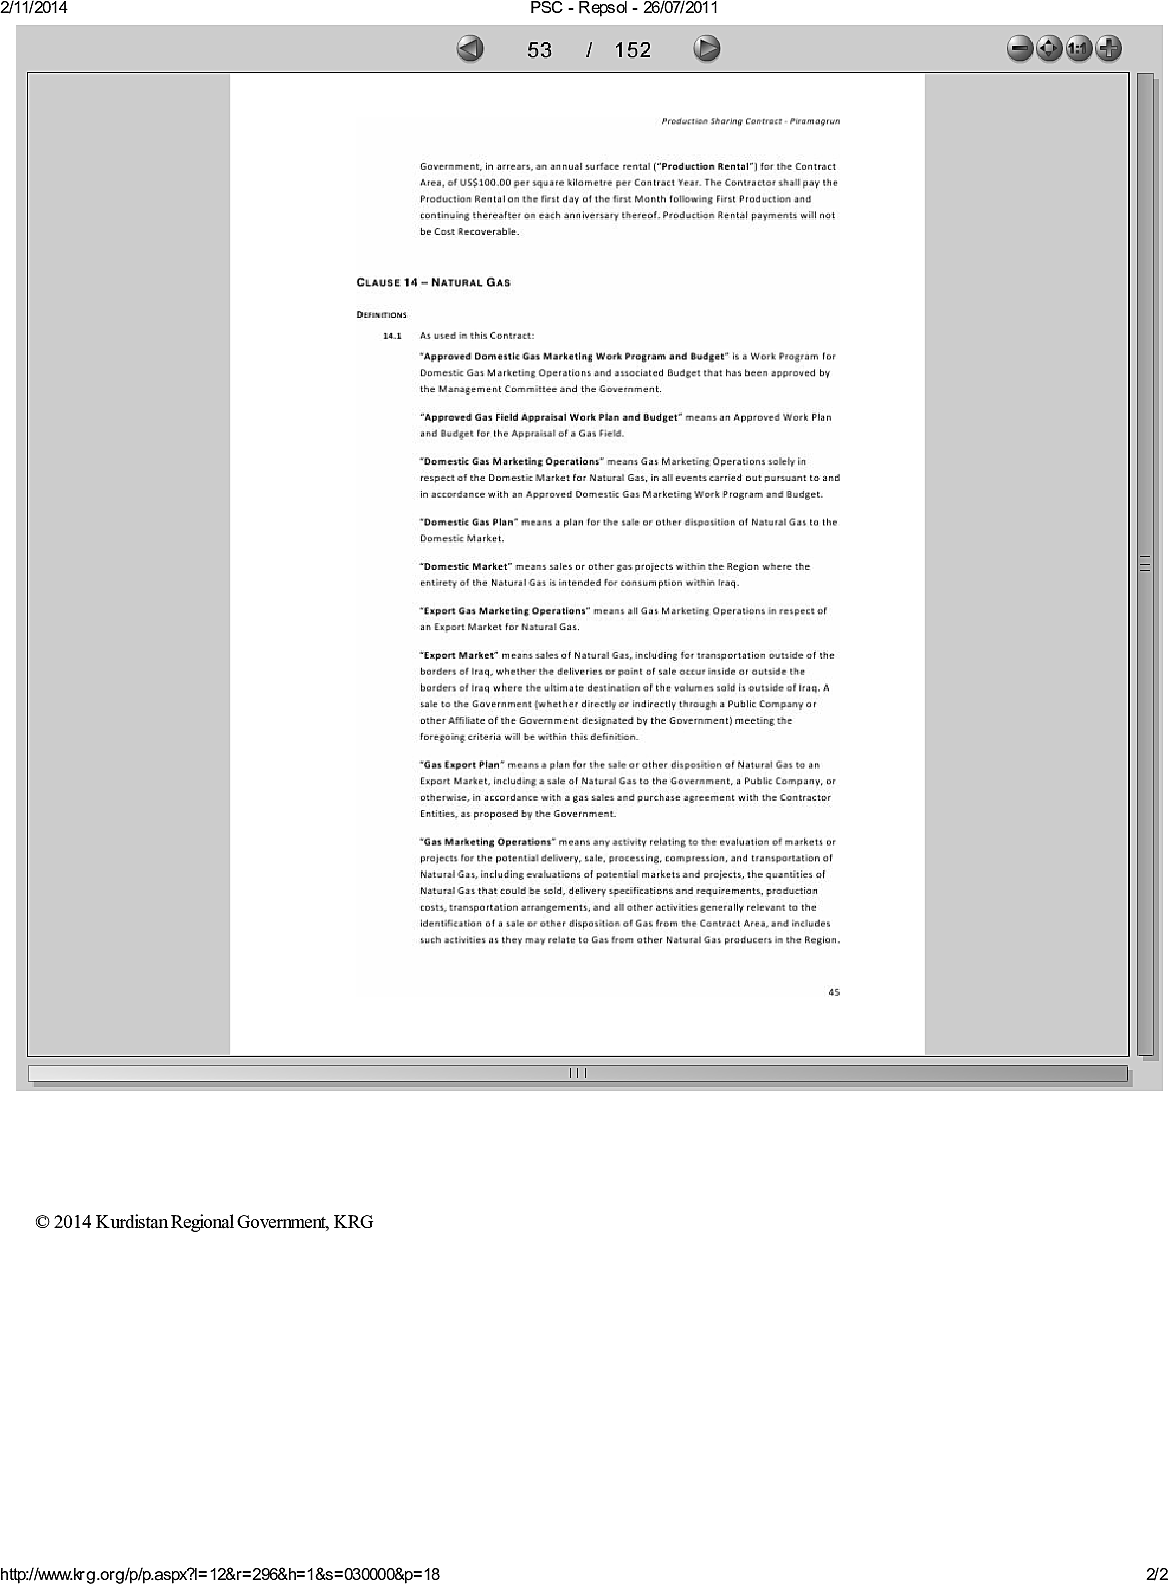 2/11/2014
PSC - Repsol - 26/07/2011
53 / 152
1:1
Production Sharing Contract - Piramagrun
Government, in arrears, an annual surface rental (“Production Rental”) for the Contract
Area, of US$100.00 per square kilometre per Contract Year. The Contractor shall pay the
Production Rental on the first day of the first Month following First Production and
continuing thereafter on each anniversary thereof. Production Rental payments will not
be Cost Recoverable.
CLAUSE 14 – NATURAL GAS
DEFINITIONS
14.1 As used in this Contract:
“Approved Domestic Gas Marketing Work Program and Budget” is a Work Program for
Domestic Gas Marketing Operations and associated Budget that has been approved by
the Management Committee and the Government.
“Approved Gas Field Appraisal Work Plan and Budget” means an Approved Work Plan
and Budget for the Appraisal of a Gas Field.
“Domestic Gas Marketing Operations” means Gas Marketing Operations solely in
respect of the Domestic Market for Natural Gas, in all events carried out pursuant to and
in accordance with an Approved Domestic Gas Marketing Work Program and Budget.
“Domestic Gas Plan” means a plan for the sale or other disposition of Natural Gas to the
Domestic Market.
“Domestic Market” means sales or other gas projects within the Region where the
entirety of the Natural Gas is intended for consumption within Iraq.
“Export Gas Marketing Operations” means all Gas Marketing Operations in respect of
an Export Market for Natural Gas.
“Export Market” means sales of Natural Gas, including for transportation outside of the
borders of Iraq, whether the deliveries or point of sale occur inside or outside the
borders of Iraq where the ultimate destination of the volumes sold is outside of Iraq. A
sale to the Government (whether directly or indirectly through a Public Company or
other Affiliate of the Government designated by the Government) meeting the
foregoing criteria will be within this definition.
“Gas Export Plan” means a plan for the sale or other disposition of Natural Gas to an
Export Market, including a sale of Natural Gas to the Government, a Public Company, or
otherwise, in accordance with a gas sales and purchase agreement with the Contractor
Entities, as proposed by the Government.
“Gas Marketing Operations” means any activity relating to the evaluation of markets or
projects for the potential delivery, sale, processing, compression, and transportation of
Natural Gas, including evaluations of potential markets and projects, the quantities of
Natural Gas that could be sold, delivery specifications and requirements, production
costs, transportation arrangements, and all other activities generally relevant to the
identification of a sale or other disposition of Gas from the Contract Area, and includes
such activities as they may relate to Gas from other Natural Gas producers in the Region.
45
© 2014 Kurdistan Regional Government, KRG
http://www.krg.org/p/p.aspx?l=12&r=296&h=1&s=030000&p=18
2/2